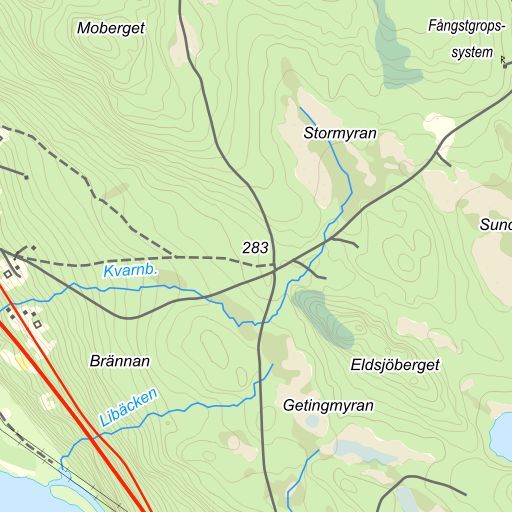 Moberget
Fångstgrops-
system
Stormyran
Sund
283
Kvarnb.
Brännan
Eldsjöberget
Libäcken
Getingmyran